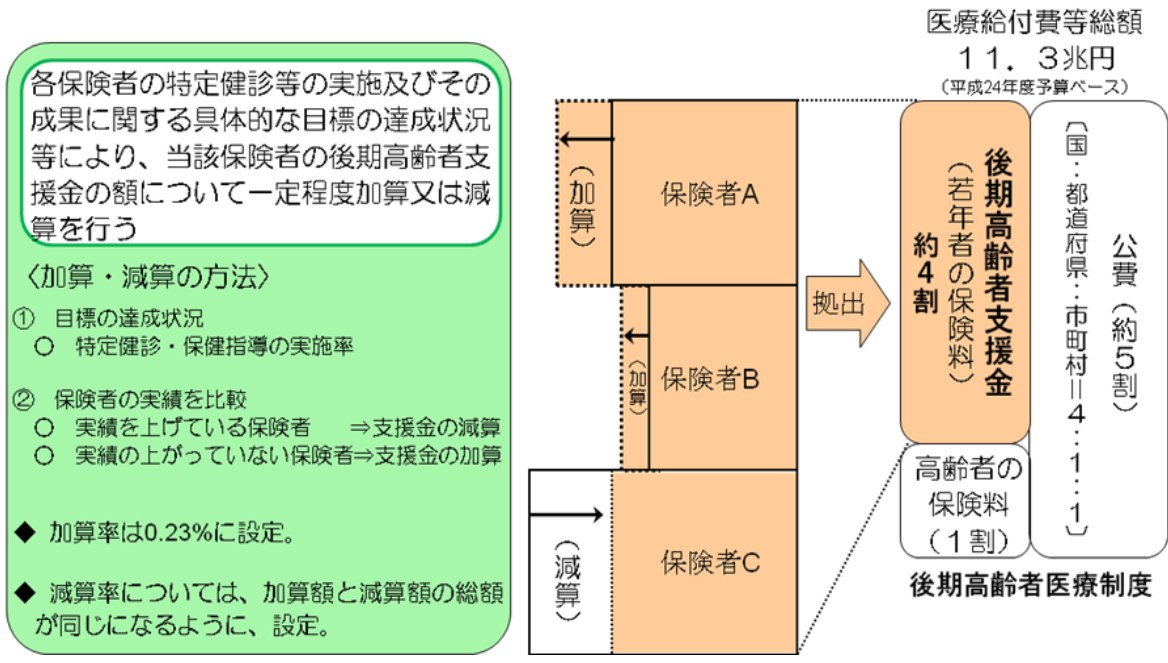 各保険者の特定健診等の実施及びその
成果に関する具体的な目標の達成状況
等により、当該保険者の後期高齢者支
援金の額について一定程度加算又は減
算を行う
〈加算・減算の方法〉
① 目標の達成状況
○ 特定健診・保健指導の実施率
② 保険者の実績を比較
○ 実績を上げている保険者 ⇒支援金の減算
○ 実績の上がっていない保険者⇒支援金の加算
◆ 加算率は0.23%に設定。
◆ 減算率については、加算額と減算額の総額
が同じになるように、設定。
(加算)
保険者A
(加算)
保険者B
(減算)
保険者C
拠出
医療給付費等総額
11.3兆円
(平成24年度予算ベース)
後期高齢者支援金
(若年者の保険料)
約4割
高齢者の
保険料
(1割)
公費(約5割)
〔国:都道府県:市町村=4:1:1〕
後期高齢者医療制度